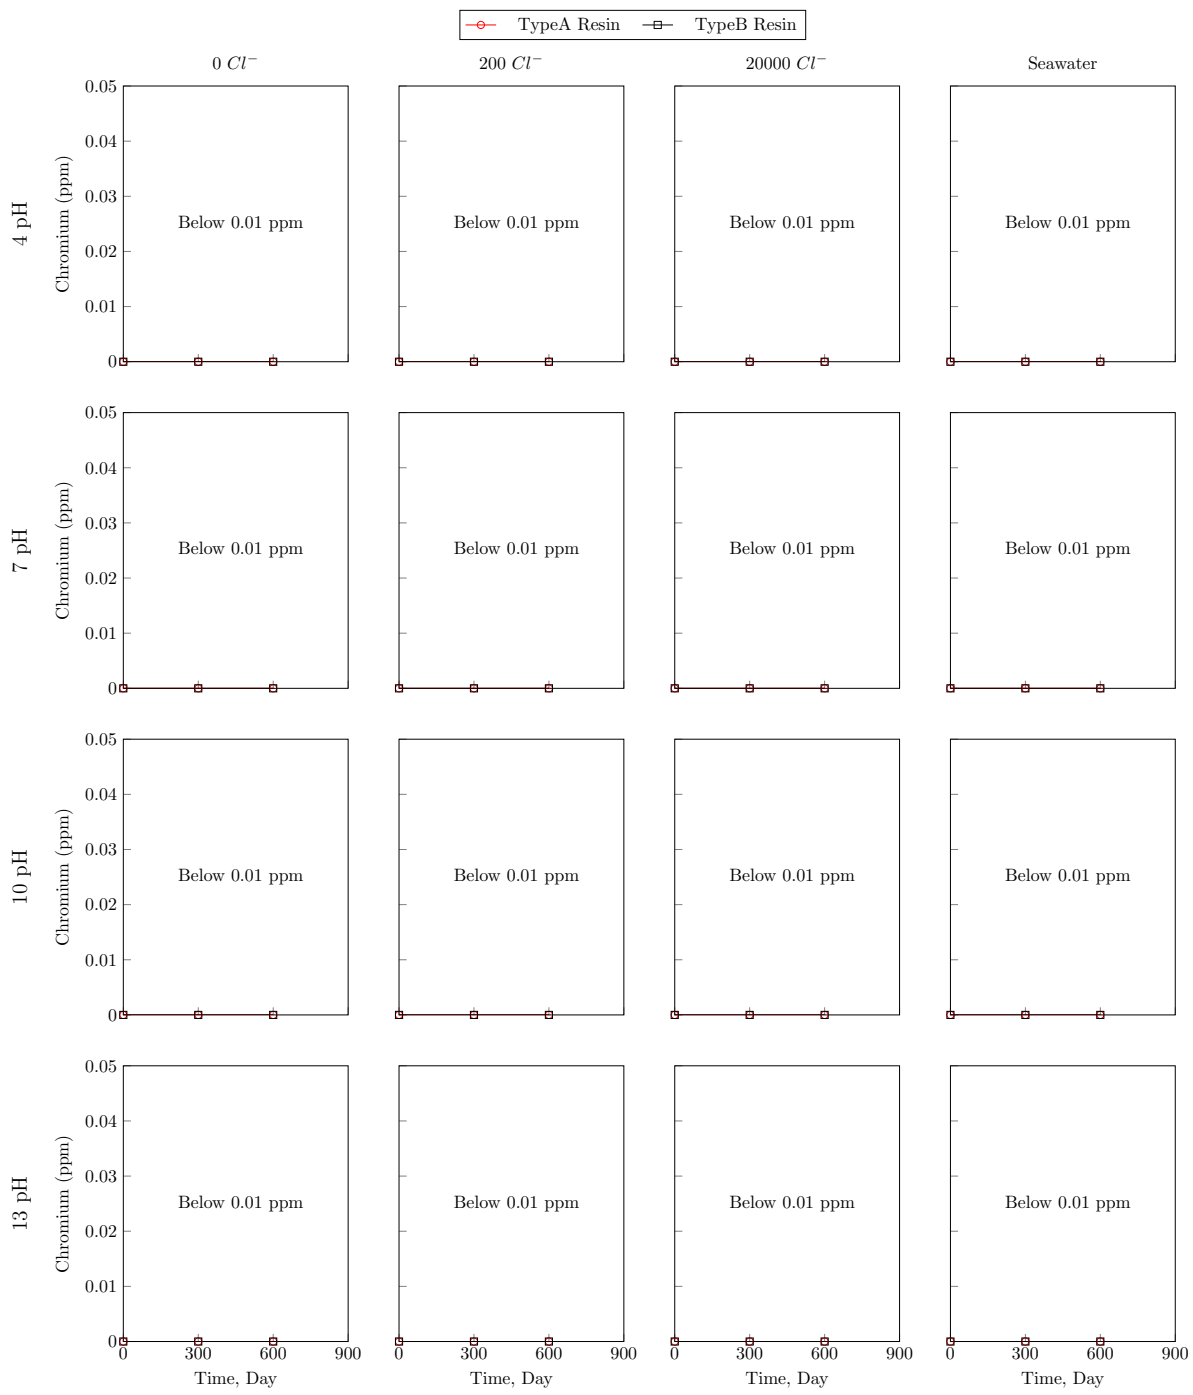 TypeA Resin TypeB Resin
0 Cl⁻ 200 Cl⁻ 20000 Cl⁻ Seawater
4 pH
Chromium (ppm)
0.05
0.04
0.03
Below 0.01 ppm Below 0.01 ppm Below 0.01 ppm Below 0.01 ppm
0.02
0.01
0
7 pH
Chromium (ppm)
0.05
0.04
0.03
Below 0.01 ppm Below 0.01 ppm Below 0.01 ppm Below 0.01 ppm
0.02
0.01
0
10 pH
Chromium (ppm)
0.05
0.04
0.03
Below 0.01 ppm Below 0.01 ppm Below 0.01 ppm Below 0.01 ppm
0.02
0.01
0
13 pH
Chromium (ppm)
0.05
0.04
0.03
Below 0.01 ppm Below 0.01 ppm Below 0.01 ppm Below 0.01 ppm
0.02
0.01
0
0 300 600 900 0 300 600 900 0 300 600 900 0 300 600 900
Time, Day Time, Day Time, Day Time, Day